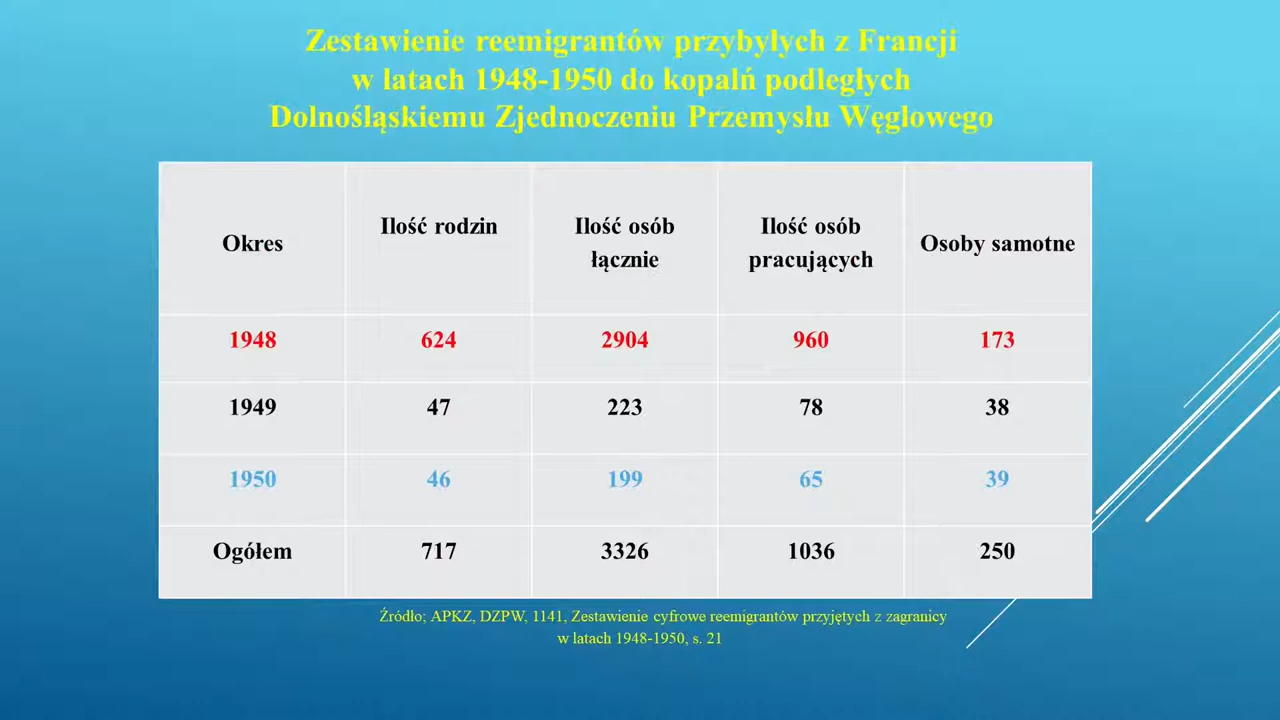 Zestawienie reemigrantów przybyłych z Francji
w latach 1948-1950 do kopalń podległych
Dolnośląskiemu Zjednoczeniu Przemysłu Węglowego
Okres Ilość rodzin Ilość osób łącznie Ilość osób pracujących Osoby samotne
1948 624 2904 960 173
1949 47 223 78 38
1950 46 199 65 39
Ogółem 717 3326 1036 250
Źródło; APKZ, DZPW, 1141, Zestawienie cyfrowe reemigrantów przyjętych z zagranicy
w latach 1948-1950, s. 21